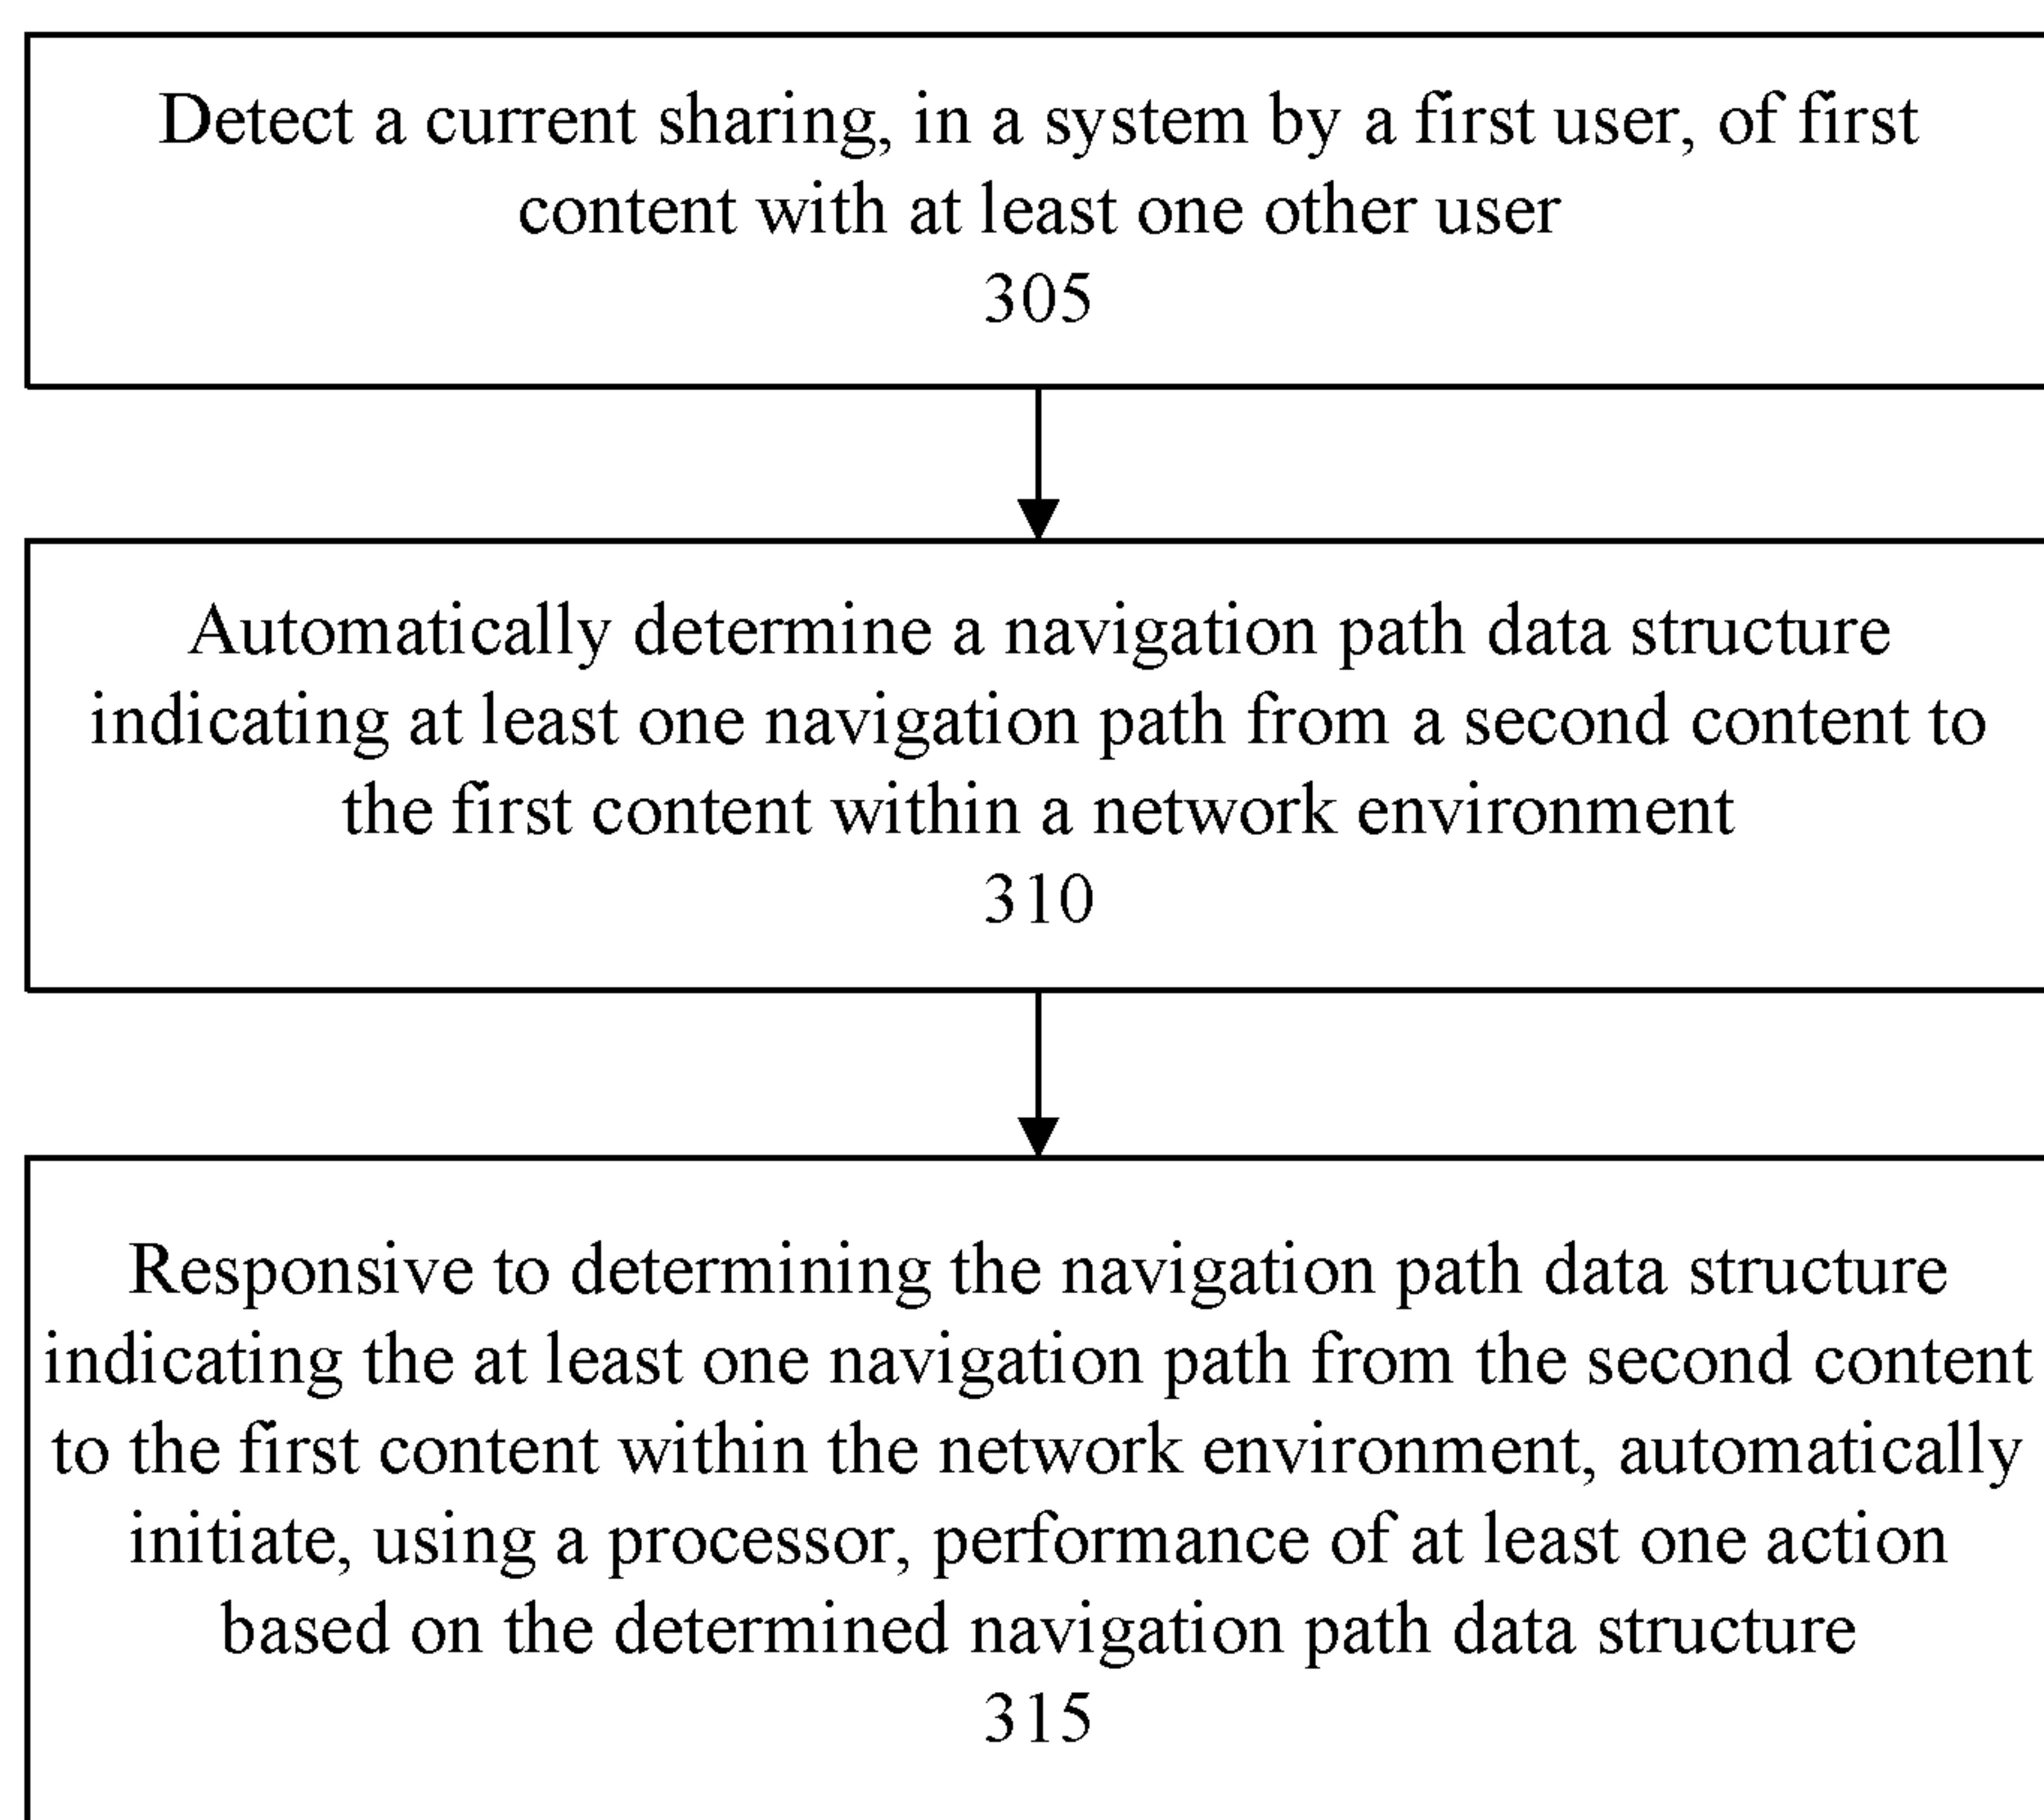 Detect a current sharing, in a system by a first user, of first
content with at least one other user
305
Automatically determine a navigation path data structure
indicating at least one navigation path from a second content to
the first content within a network environment
310
Responsive to determining the navigation path data structure
indicating the at least one navigation path from the second content
to the first content within the network environment, automatically
initiate, using a processor, performance of at least one action
based on the determined navigation path data structure
315